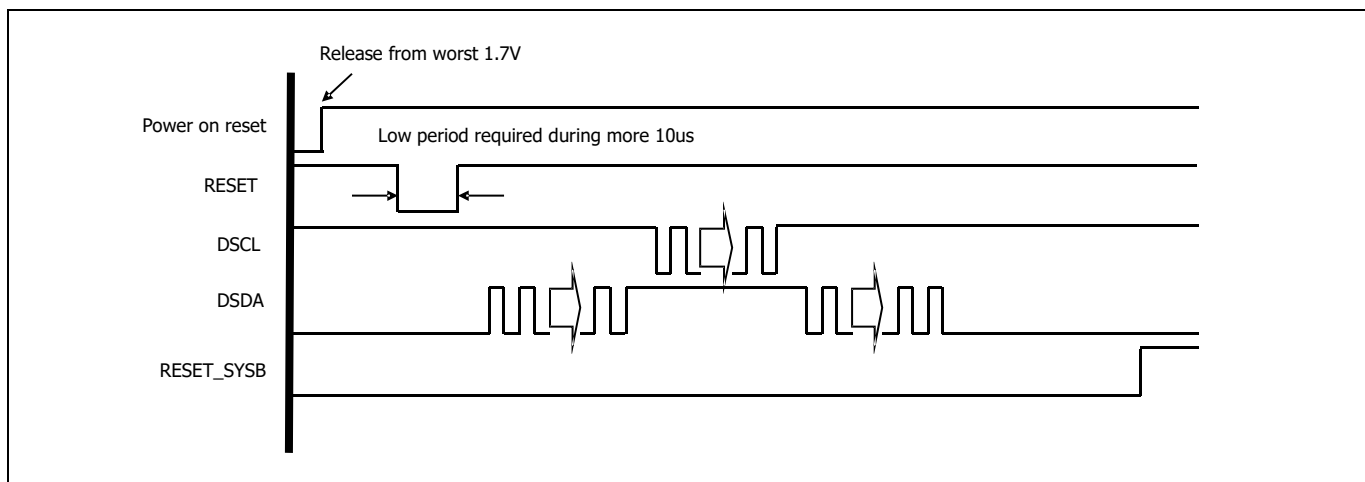 Release from worst 1.7V
Power on reset
Low period required during more 10us
RESET
DSCL
DSDA
RESET_SYSB